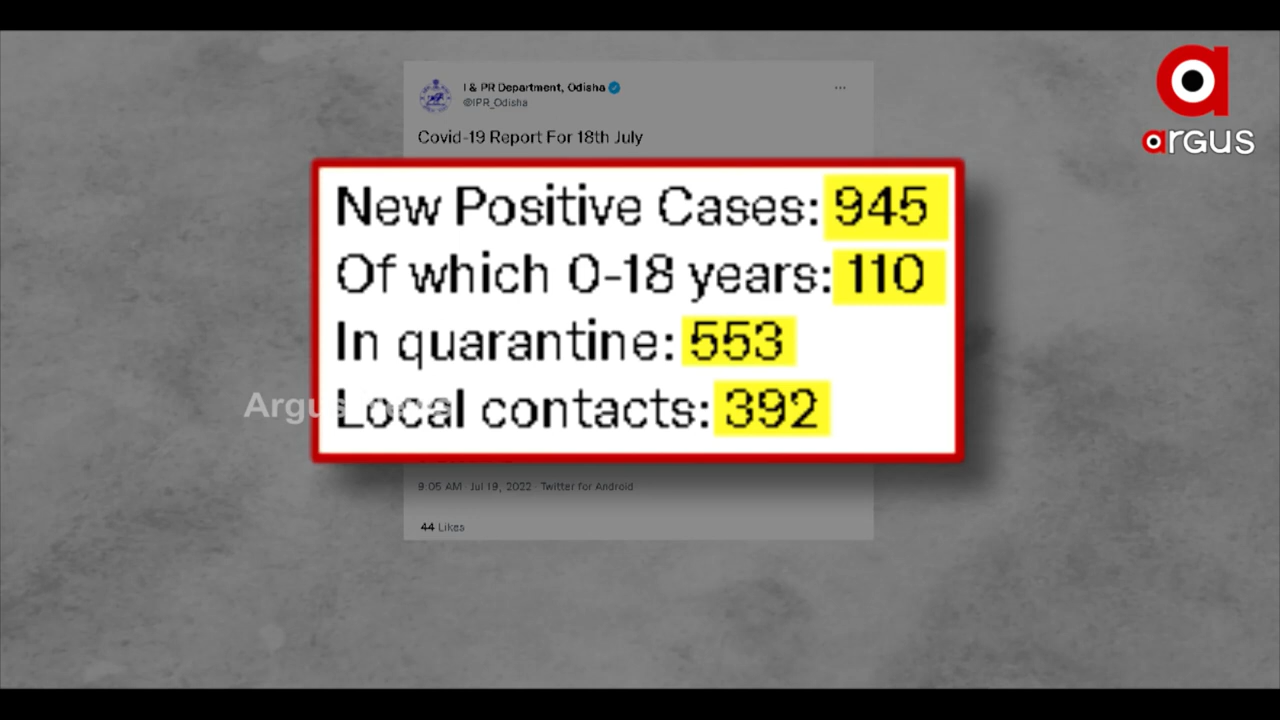 I & PR Department, Odisha
@IPR_Odisha
Covid-19 Report For 18th July
New Positive Cases: 945
Of which 0-18 years: 110
In quarantine: 553
Local contacts: 392
9:05 AM · Jul 19, 2022 · Twitter for Android
44 Likes
argus
Argus News